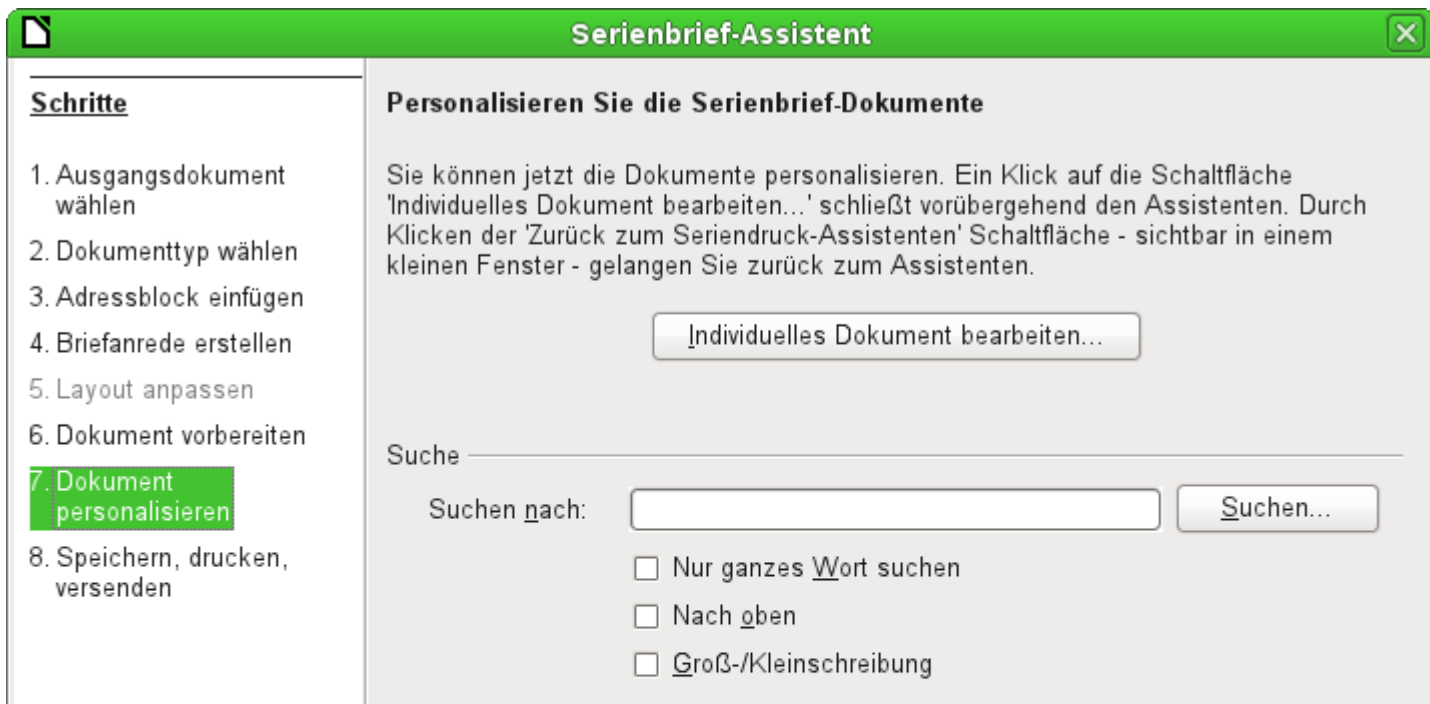 Serienbrief-Assistent
Schritte
1. Ausgangsdokument
wählen
2. Dokumenttyp wählen
3. Adressblock einfügen
4. Briefanrede erstellen
5. Layout anpassen
6. Dokument vorbereiten
7. Dokument
personalisieren
8. Speichern, drucken,
versenden
Personalisieren Sie die Serienbrief-Dokumente
Sie können jetzt die Dokumente personalisieren. Ein Klick auf die Schaltfläche
'Individuelles Dokument bearbeiten...' schließt vorübergehend den Assistenten. Durch
Klicken der 'Zurück zum Seriendruck-Assistenten' Schaltfläche - sichtbar in einem
kleinen Fenster - gelangen Sie zurück zum Assistenten.
Individuelles Dokument bearbeiten...
Suche
Suchen nach:
Suchen...
Nur ganzes Wort suchen
Nach oben
Groß-/Kleinschreibung